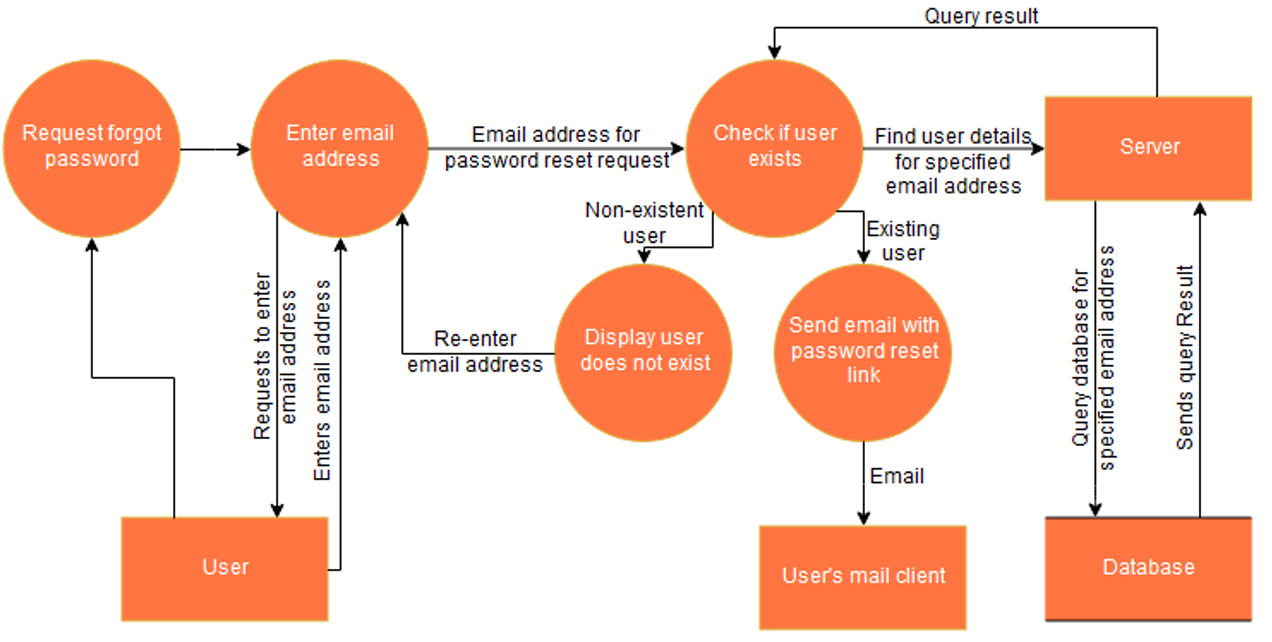 Query result
Request forgot
password
Enter email
address
Email address for
password reset request
Check if user
exists
Find user details
for specified
email address
Server
Non-existent
user
Existing
user
Requests to enter
email address
Enters email address
Re-enter
email address
Display user
does not exist
Send email with
password reset
link
Query database for
specified email address
Sends query Result
Email
User
User's mail client
Database